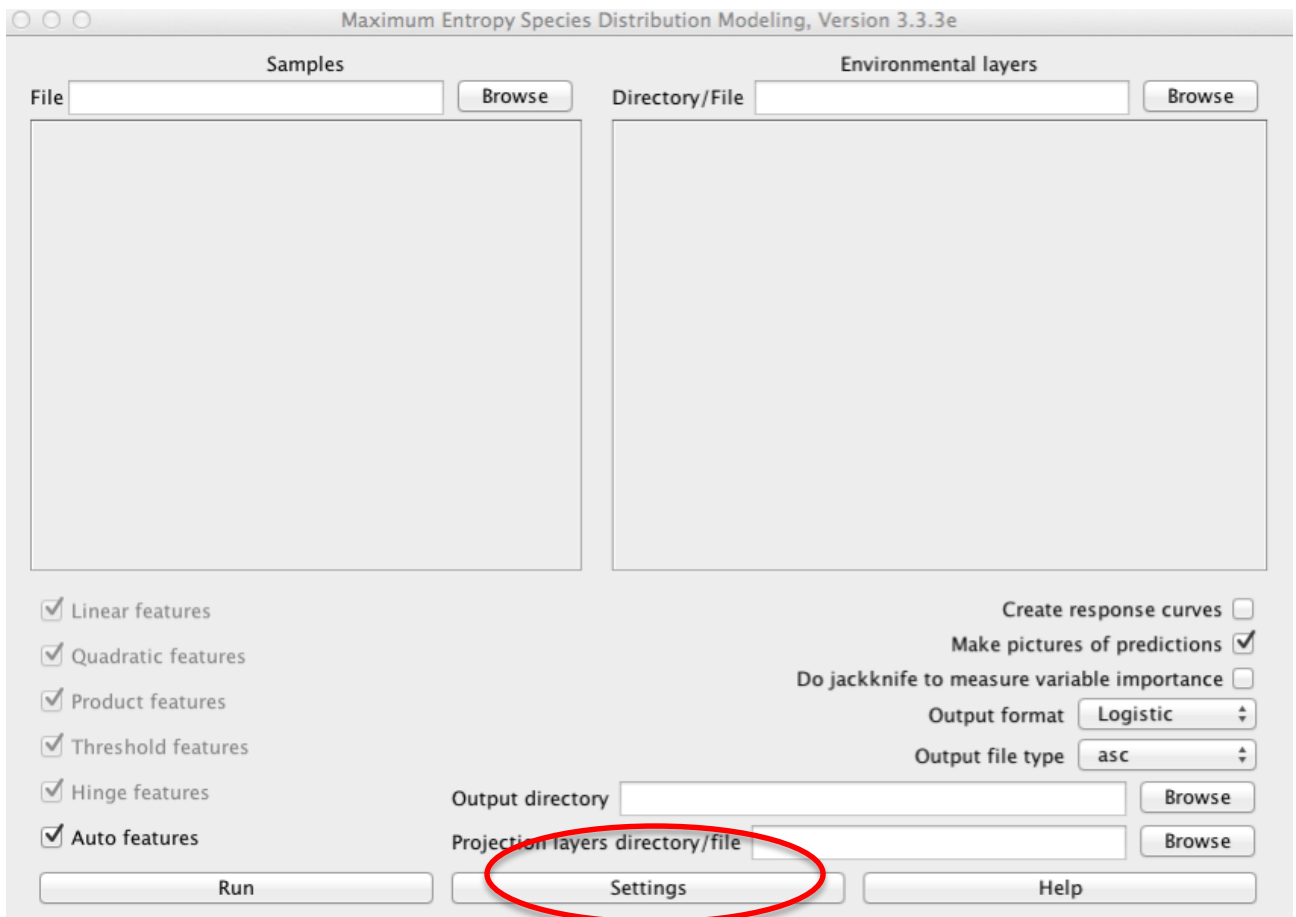 Maximum Entropy Species Distribution Modeling, Version 3.3.3e
Samples
Environmental layers
File
Browse
Directory/File
Browse
Linear features
Quadratic features
Product features
Threshold features
Hinge features
Auto features
Create response curves
Make pictures of predictions
Do jackknife to measure variable importance
Output format Logistic
Output file type asc
Output directory
Browse
Projection layers directory/file
Browse
Run
Settings
Help